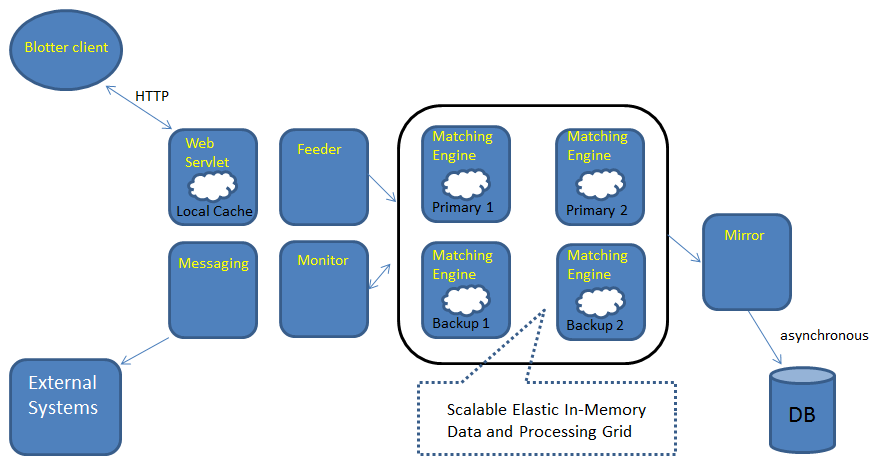 Blotter client
HTTP
Web
Servlet
Local Cache
Feeder
Matching
Engine
Primary 1
Matching
Engine
Primary 2
Messaging
Monitor
Matching
Engine
Backup 1
Matching
Engine
Backup 2
Mirror
asynchronous
External
Systems
Scalable Elastic In-Memory
Data and Processing Grid
DB